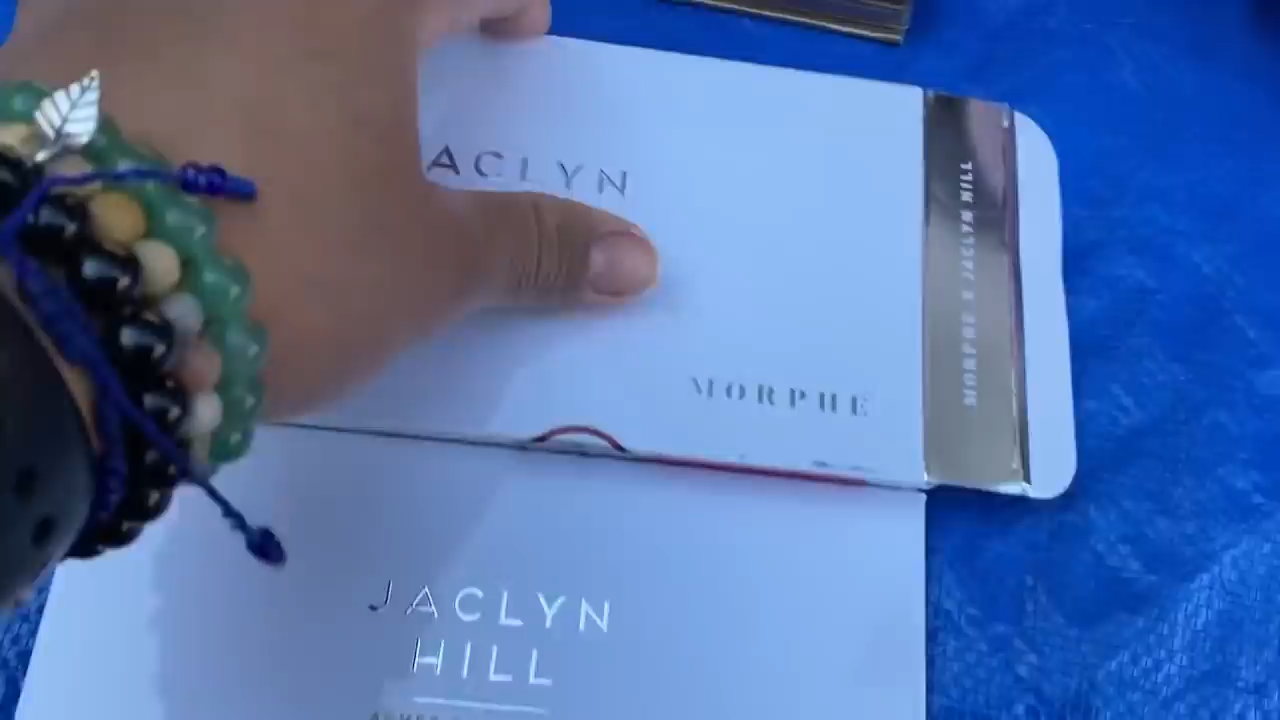 ACLYN
MORPHE
MORPHE X JACLYN HILL
JACLYN
HILL